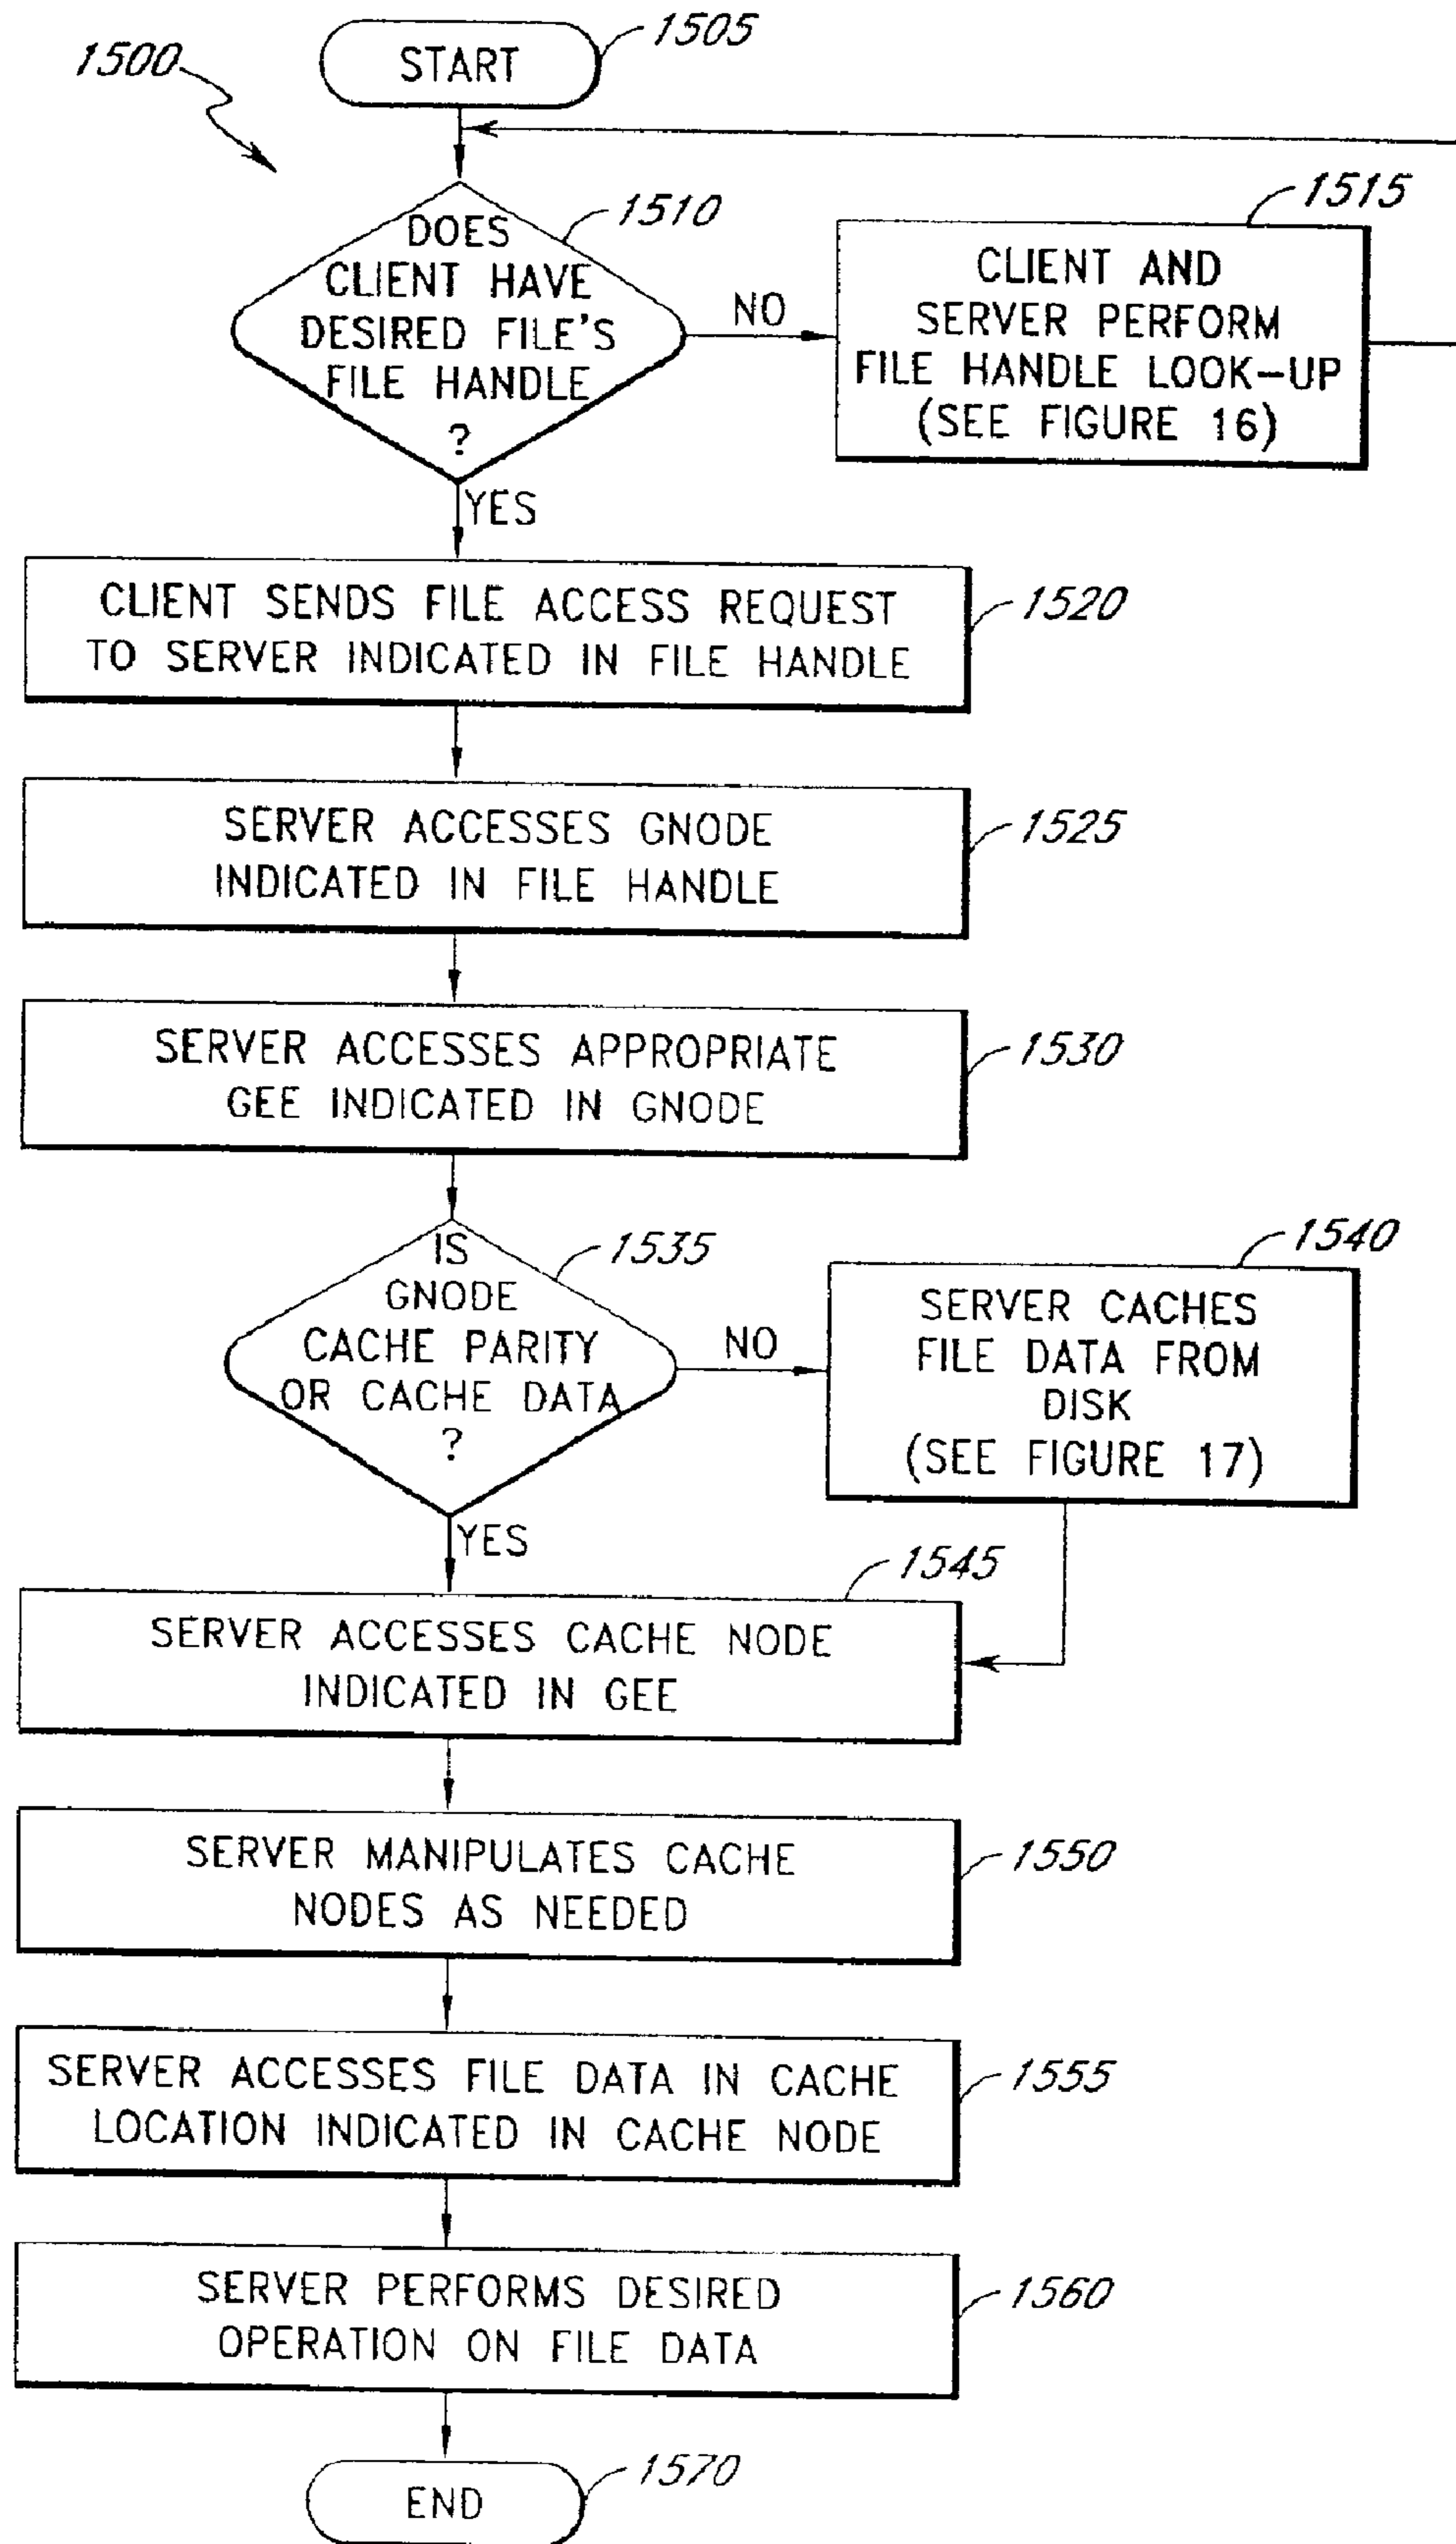 1500
START
1505
DOES
CLIENT HAVE
DESIRED FILE'S
FILE HANDLE
?
1510
NO
1515
CLIENT AND
SERVER PERFORM
FILE HANDLE LOOK-UP
(SEE FIGURE 16)
YES
CLIENT SENDS FILE ACCESS REQUEST
TO SERVER INDICATED IN FILE HANDLE
1520
SERVER ACCESSES GNODE
INDICATED IN FILE HANDLE
1525
SERVER ACCESSES APPROPRIATE
GEE INDICATED IN GNODE
1530
IS
GNODE
CACHE PARITY
OR CACHE DATA
?
1535
NO
1540
SERVER CACHES
FILE DATA FROM
DISK
(SEE FIGURE 17)
YES
1545
SERVER ACCESSES CACHE NODE
INDICATED IN GEE
SERVER MANIPULATES CACHE
NODES AS NEEDED
1550
SERVER ACCESSES FILE DATA IN CACHE
LOCATION INDICATED IN CACHE NODE
1555
SERVER PERFORMS DESIRED
OPERATION ON FILE DATA
1560
END
1570